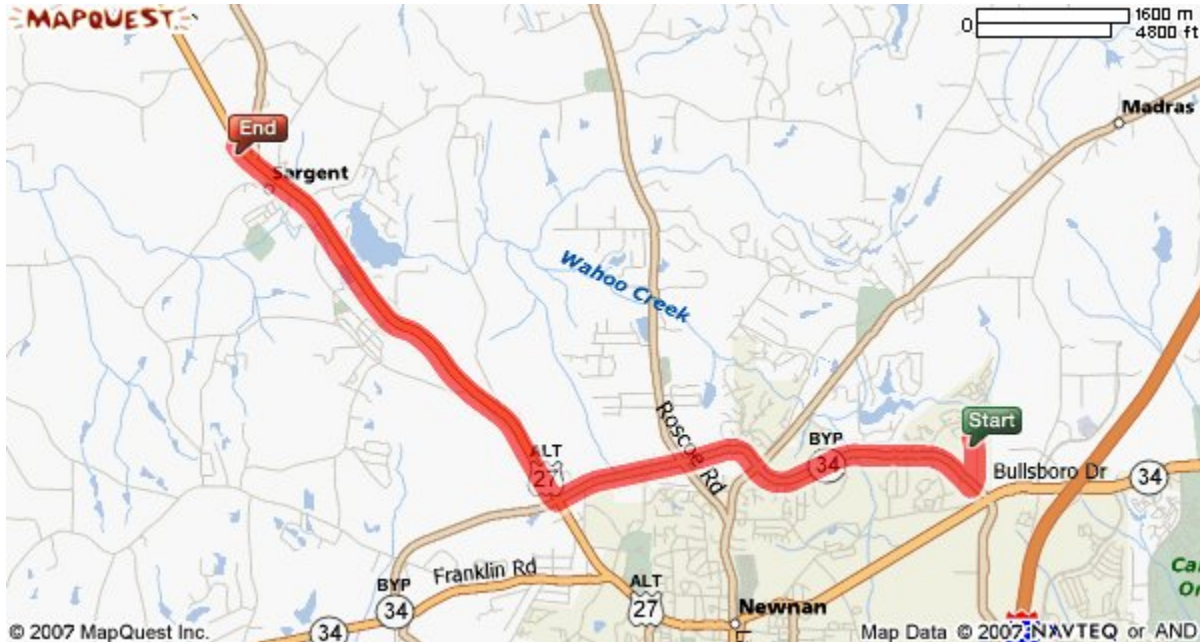 MAPQUEST
0
1600 m
4800 ft
Madras
End
Sargent
Wahoo Creek
Roscoe Rd
Start
BYP
34
Bullsboro Dr
34
ALT
27
Franklin Rd
BYP
34
ALT
27
34
Newnan
© 2007 MapQuest Inc.
Map Data © 2007 NAVTEQ or AND